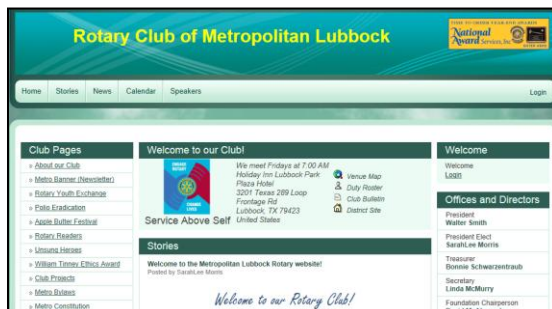 Rotary Club of Metropolitan Lubbock
National
Award Services, Inc
Home Stories News Calendar Speakers Login
Club Pages
» About our Club
» Metro Banner (Newsletter)
» Rotary Youth Exchange
» Polio Eradication
» Apple Butter Festival
» Rotary Readers
» Unsung Heroes
» William Tinney Ethics Award
» Club Projects
» Metro Bylaws
» Metro Constitution
Welcome to our Club!
Service Above Self
We meet Fridays at 7:00 AM
Holiday Inn Lubbock Park
Plaza Hotel
3201 Texas 289 Loop
Frontage Rd
Lubbock, TX 79423
United States
Venue Map
Duty Roster
Club Bulletin
District Site
Stories
Welcome to the Metropolitan Lubbock Rotary website!
Posted by SarahLee Morris
Welcome to our Rotary Club!
Welcome
Welcome
Login
Offices and Directors
President
Walter Smith
President Elect
SarahLee Morris
Treasurer
Bonnie Schwarzentraub
Secretary
Linda McMurry
Foundation Chairperson